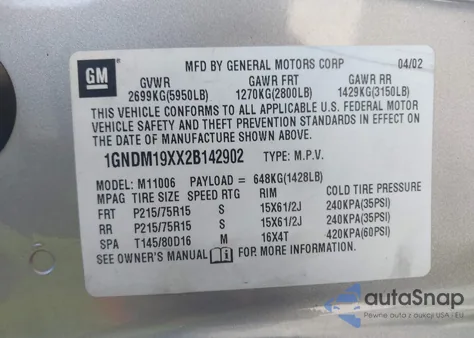 GM
MFD BY GENERAL MOTORS CORP 04/02
GVWR GAWR FRT GAWR RR
2699KG(5950LB) 1270KG(2800LB) 1429KG(3150LB)
THIS VEHICLE CONFORMS TO ALL APPLICABLE U.S. FEDERAL MOTOR
VEHICLE SAFETY AND THEFT PREVENTION STANDARDS IN EFFECT ON
THE DATE OF MANUFACTURE SHOWN ABOVE.
1GNDM19XX2B142902 TYPE: M.P.V.
MODEL: M11006 PAYLOAD = 648KG(1428LB)
MPAG TIRE SIZE SPEED RTG RIM COLD TIRE PRESSURE
FRT P215/75R15 S 15X61/2J 240KPA(35PSI)
RR P215/75R15 S 15X61/2J 240KPA(35PSI)
SPA T145/80D16 M 16X4T 420KPA(60PSI)
SEE OWNER'S MANUAL FOR MORE INFORMATION.
autoSnap
Pewne auto z USA i EU